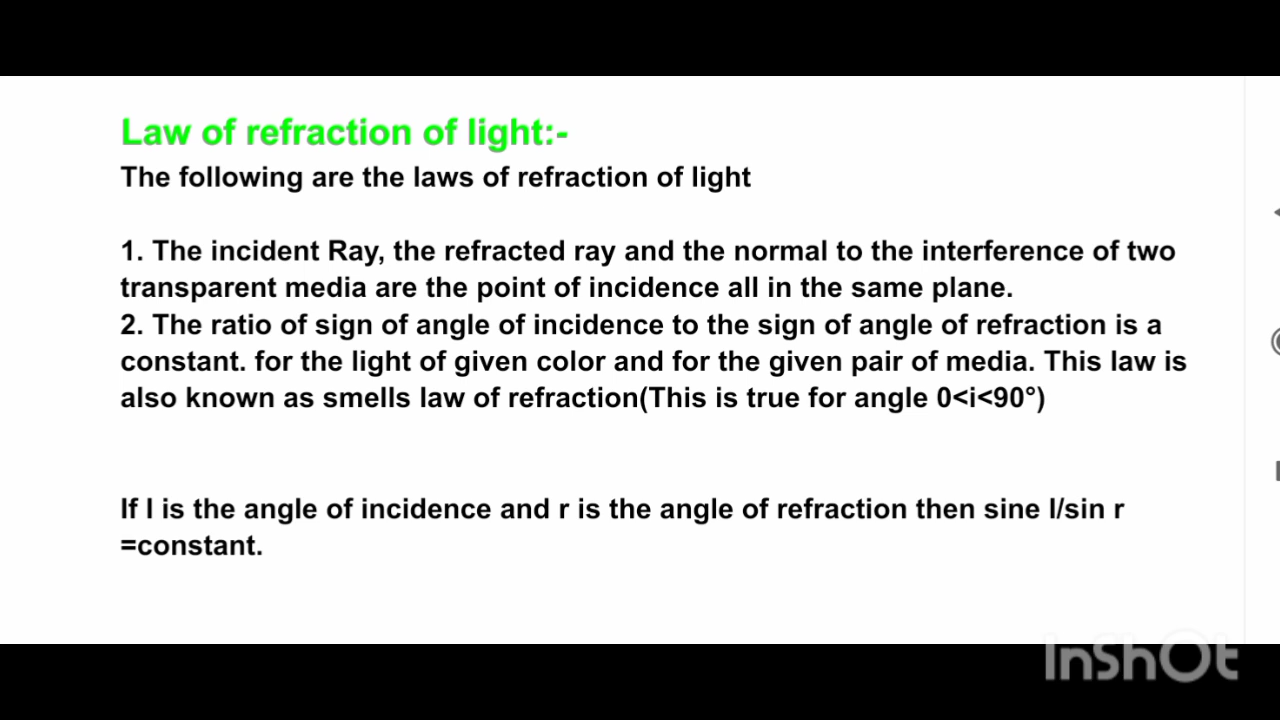 Law of refraction of light:-
The following are the laws of refraction of light
1. The incident Ray, the refracted ray and the normal to the interference of two
transparent media are the point of incidence all in the same plane.
2. The ratio of sign of angle of incidence to the sign of angle of refraction is a
constant. for the light of given color and for the given pair of media. This law is
also known as smells law of refraction(This is true for angle 0<i<90°)
If I is the angle of incidence and r is the angle of refraction then sine I/sin r
=constant.
InShOt